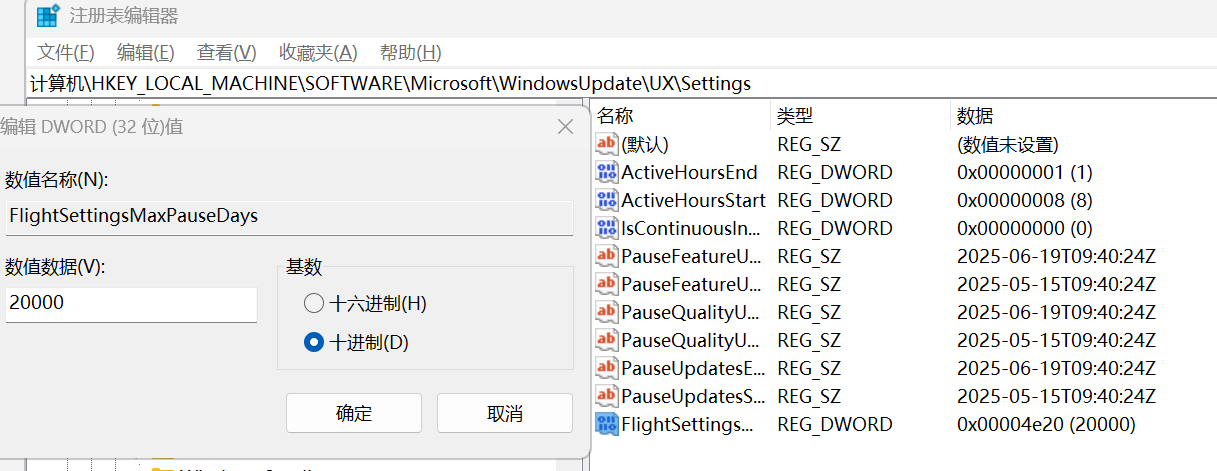 注册表编辑器
文件(F) 编辑(E) 查看(V) 收藏夹(A) 帮助(H)
计算机\HKEY_LOCAL_MACHINE\SOFTWARE\Microsoft\WindowsUpdate\UX\Settings
编辑 DWORD (32 位)值
数值名称(N):
FlightSettingsMaxPauseDays
数值数据(V):
20000
基数
十六进制(H)
十进制(D)
确定 取消
名称 类型 数据
(默认) REG_SZ (数值未设置)
ActiveHoursEnd REG_DWORD 0x00000001 (1)
ActiveHoursStart REG_DWORD 0x00000008 (8)
IsContinuousIn... REG_DWORD 0x00000000 (0)
PauseFeatureU... REG_SZ 2025-06-19T09:40:24Z
PauseFeatureU... REG_SZ 2025-05-15T09:40:24Z
PauseQualityU... REG_SZ 2025-06-19T09:40:24Z
PauseQualityU... REG_SZ 2025-05-15T09:40:24Z
PauseUpdatesE... REG_SZ 2025-06-19T09:40:24Z
PauseUpdatesS... REG_SZ 2025-05-15T09:40:24Z
FlightSettings... REG_DWORD 0x00004e20 (20000)